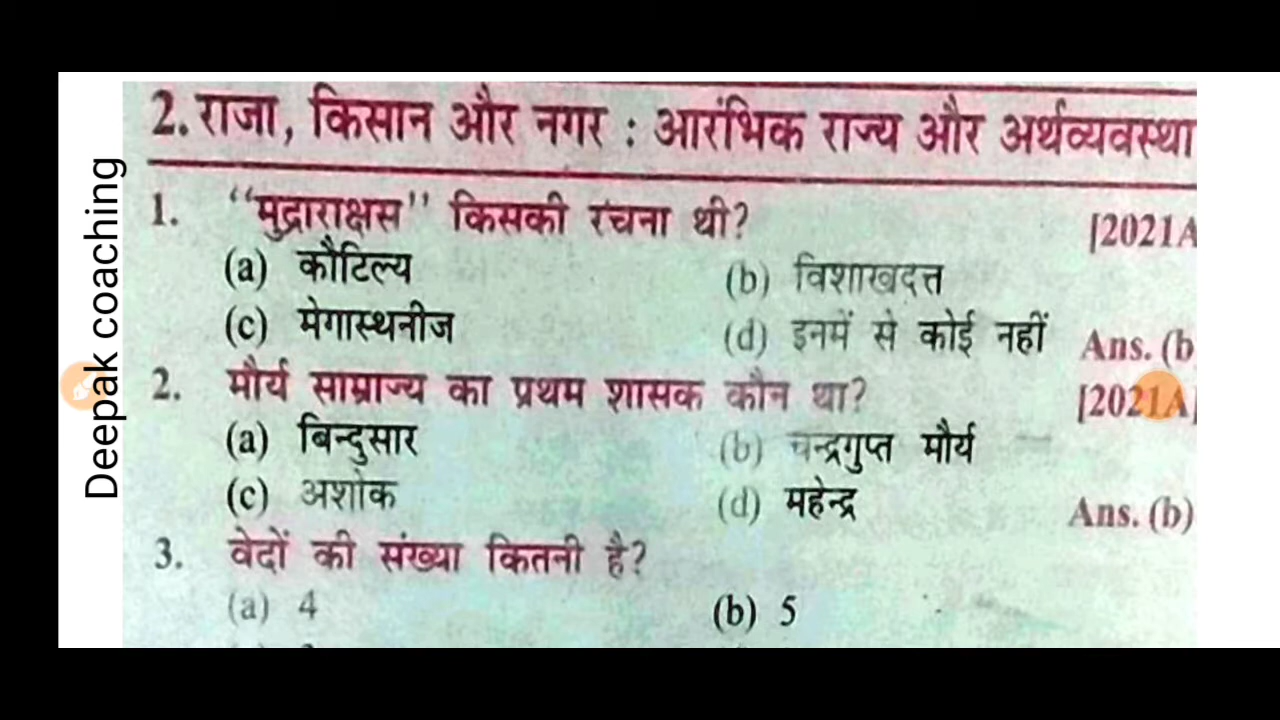 Deepak coaching
2. राजा, किसान और नगर : आरंभिक राज्य और अर्थव्यवस्था
1. “मुद्राराक्षस” किसकी रचना थी? [2021A
(a) कौटिल्य (b) विशाखदत्त
(c) मेगास्थनीज (d) इनमें से कोई नहीं Ans. (b
2. मौर्य साम्राज्य का प्रथम शासक कौन था? [2021A]
(a) बिन्दुसार (b) चन्द्रगुप्त मौर्य
(c) अशोक (d) महेन्द्र Ans. (b)
3. वेदों की संख्या कितनी है?
(a) 4 (b) 5